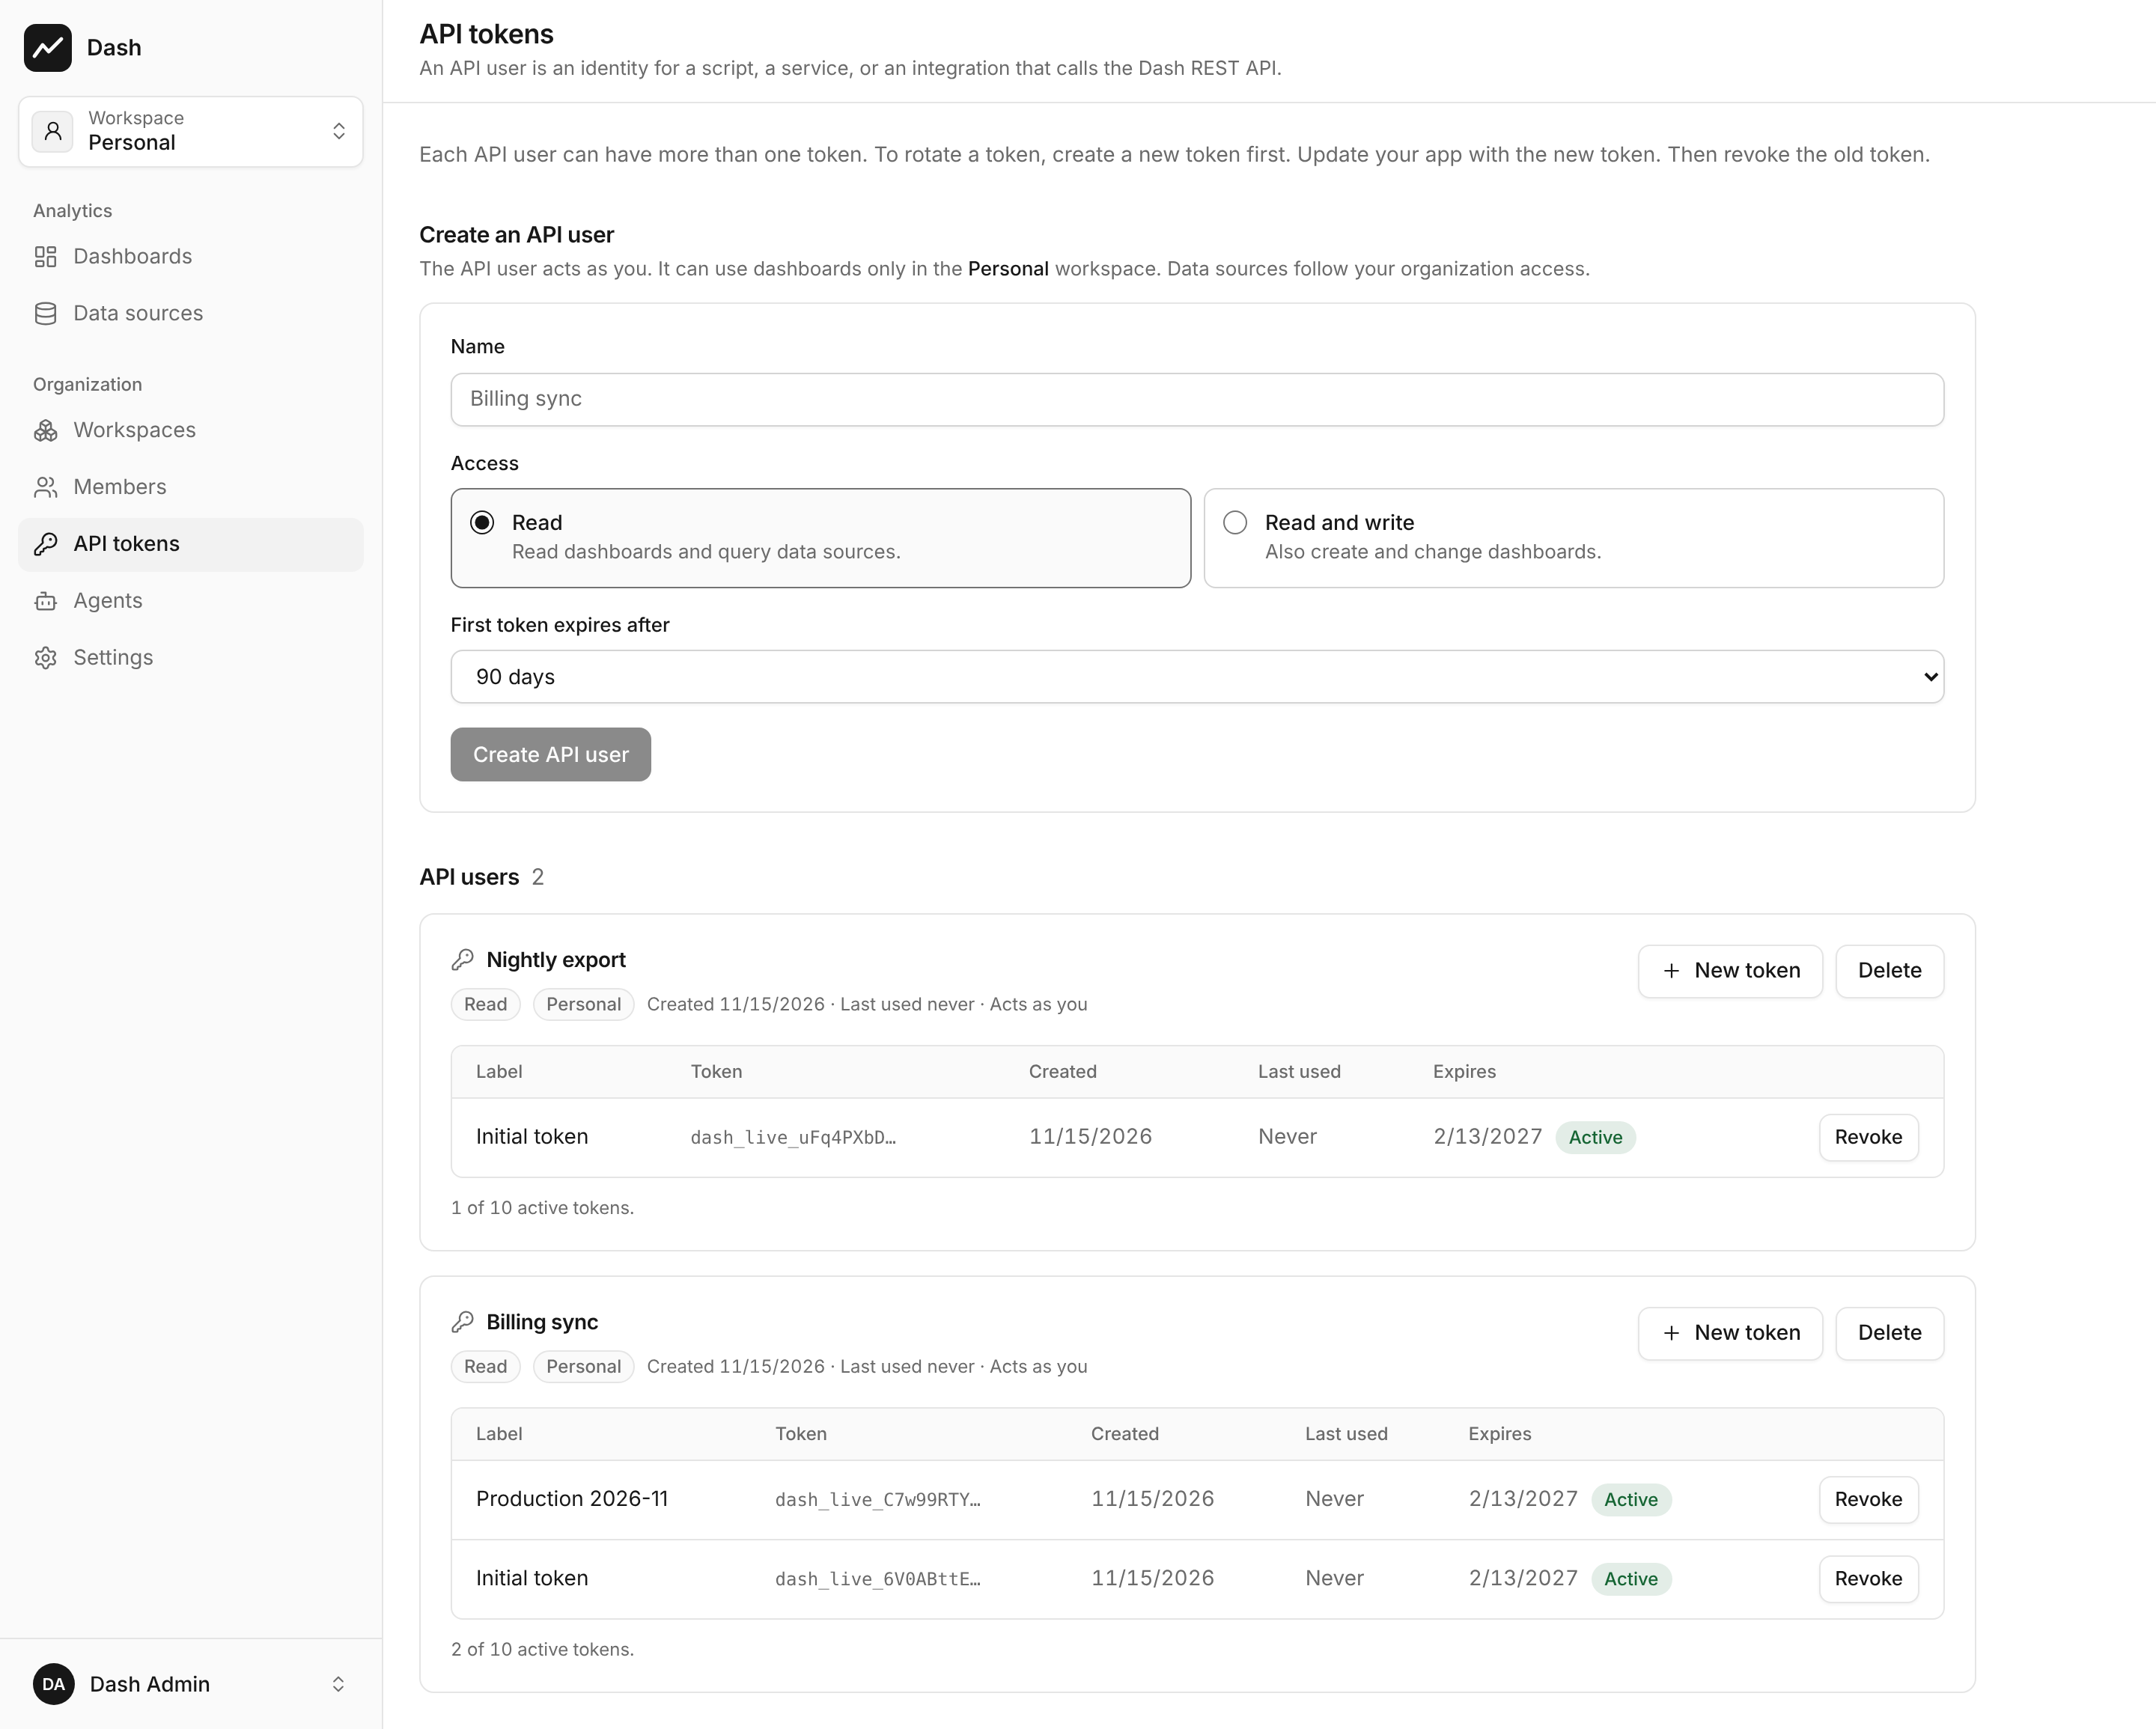 Dash
Workspace
Personal
Analytics
Dashboards
Data sources
Organization
Workspaces
Members
API tokens
Agents
Settings
DA Dash Admin
API tokens
An API user is an identity for a script, a service, or an integration that calls the Dash REST API.
Each API user can have more than one token. To rotate a token, create a new token first. Update your app with the new token. Then revoke the old token.
Create an API user
The API user acts as you. It can use dashboards only in the Personal workspace. Data sources follow your organization access.
Name
Billing sync
Access
Read
Read dashboards and query data sources.
Read and write
Also create and change dashboards.
First token expires after
90 days
Create API user
API users 2
Nightly export
New token Delete
Read Personal Created 11/15/2026 · Last used never · Acts as you
Label Token Created Last used Expires
Initial token dash_live_uFq4PXbD… 11/15/2026 Never 2/13/2027 Active Revoke
1 of 10 active tokens.
Billing sync
New token Delete
Read Personal Created 11/15/2026 · Last used never · Acts as you
Label Token Created Last used Expires
Production 2026-11 dash_live_C7w99RTY… 11/15/2026 Never 2/13/2027 Active Revoke
Initial token dash_live_6V0ABttE… 11/15/2026 Never 2/13/2027 Active Revoke
2 of 10 active tokens.